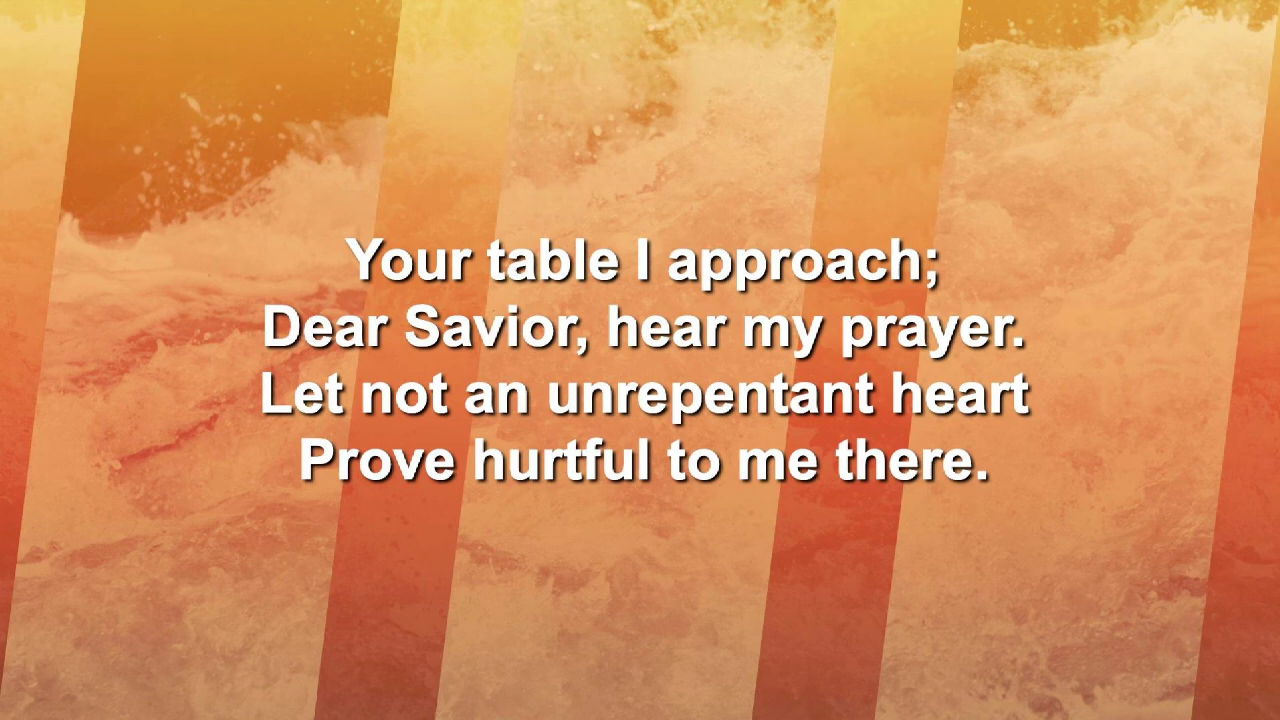 Your table I approach;
Dear Savior, hear my prayer.
Let not an unrepentant heart
Prove hurtful to me there.